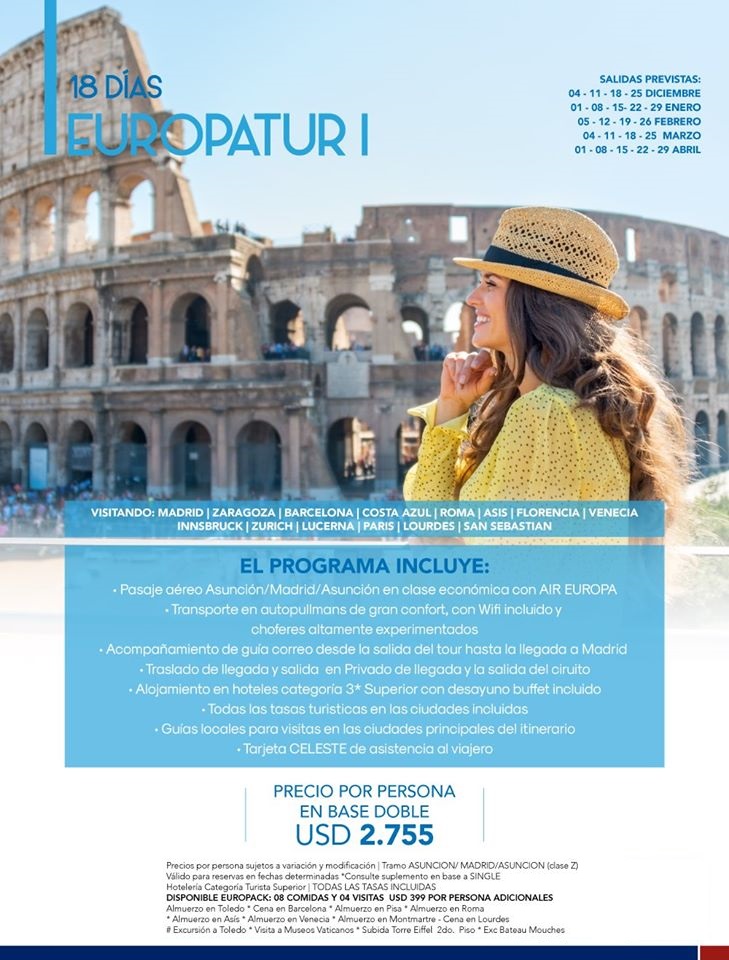 18 DÍAS
EUROPATUR I
SALIDAS PREVISTAS:
04 - 11 - 18 - 25 DICIEMBRE
01 - 08 - 15- 22 - 29 ENERO
05 - 12 - 19 - 26 FEBRERO
04 - 11 - 18 - 25 MARZO
01 - 08 - 15 - 22 - 29 ABRIL
VISITANDO: MADRID | ZARAGOZA | BARCELONA | COSTA AZUL | ROMA | ASIS | FLORENCIA | VENECIA
INNSBRUCK | ZURICH | LUCERNA | PARIS | LOURDES | SAN SEBASTIAN
EL PROGRAMA INCLUYE:
• Pasaje aéreo Asunción/Madrid/Asunción en clase económica con AIR EUROPA
• Transporte en autopullmans de gran confort, con Wifi incluido y
choferes altamente experimentados
• Acompañamiento de guía correo desde la salida del tour hasta la llegada a Madrid
• Traslado de llegada y salida en Privado de llegada y la salida del ciruito
• Alojamiento en hoteles categoría 3* Superior con desayuno buffet incluido
• Todas las tasas turisticas en las ciudades incluidas
• Guías locales para visitas en las ciudades principales del itinerario
• Tarjeta CELESTE de asistencia al viajero
PRECIO POR PERSONA
EN BASE DOBLE
USD 2.755
Precios por persona sujetos a variación y modificación | Tramo ASUNCION/ MADRID/ASUNCION (clase Z)
Válido para reservas en fechas determinadas *Consulte suplemento en base a SINGLE
Hotelería Categoría Turista Superior | TODAS LAS TASAS INCLUIDAS
DISPONIBLE EUROPACK: 08 COMIDAS Y 04 VISITAS USD 399 POR PERSONA ADICIONALES
Almuerzo en Toledo * Cena en Barcelona * Almuerzo en Pisa * Almuerzo en Roma
* Almuerzo en Asís * Almuerzo en Venecia * Almuerzo en Montmartre - Cena en Lourdes
# Excursión a Toledo * Visita a Museos Vaticanos * Subida Torre Eiffel 2do. Piso * Exc Bateau Mouches